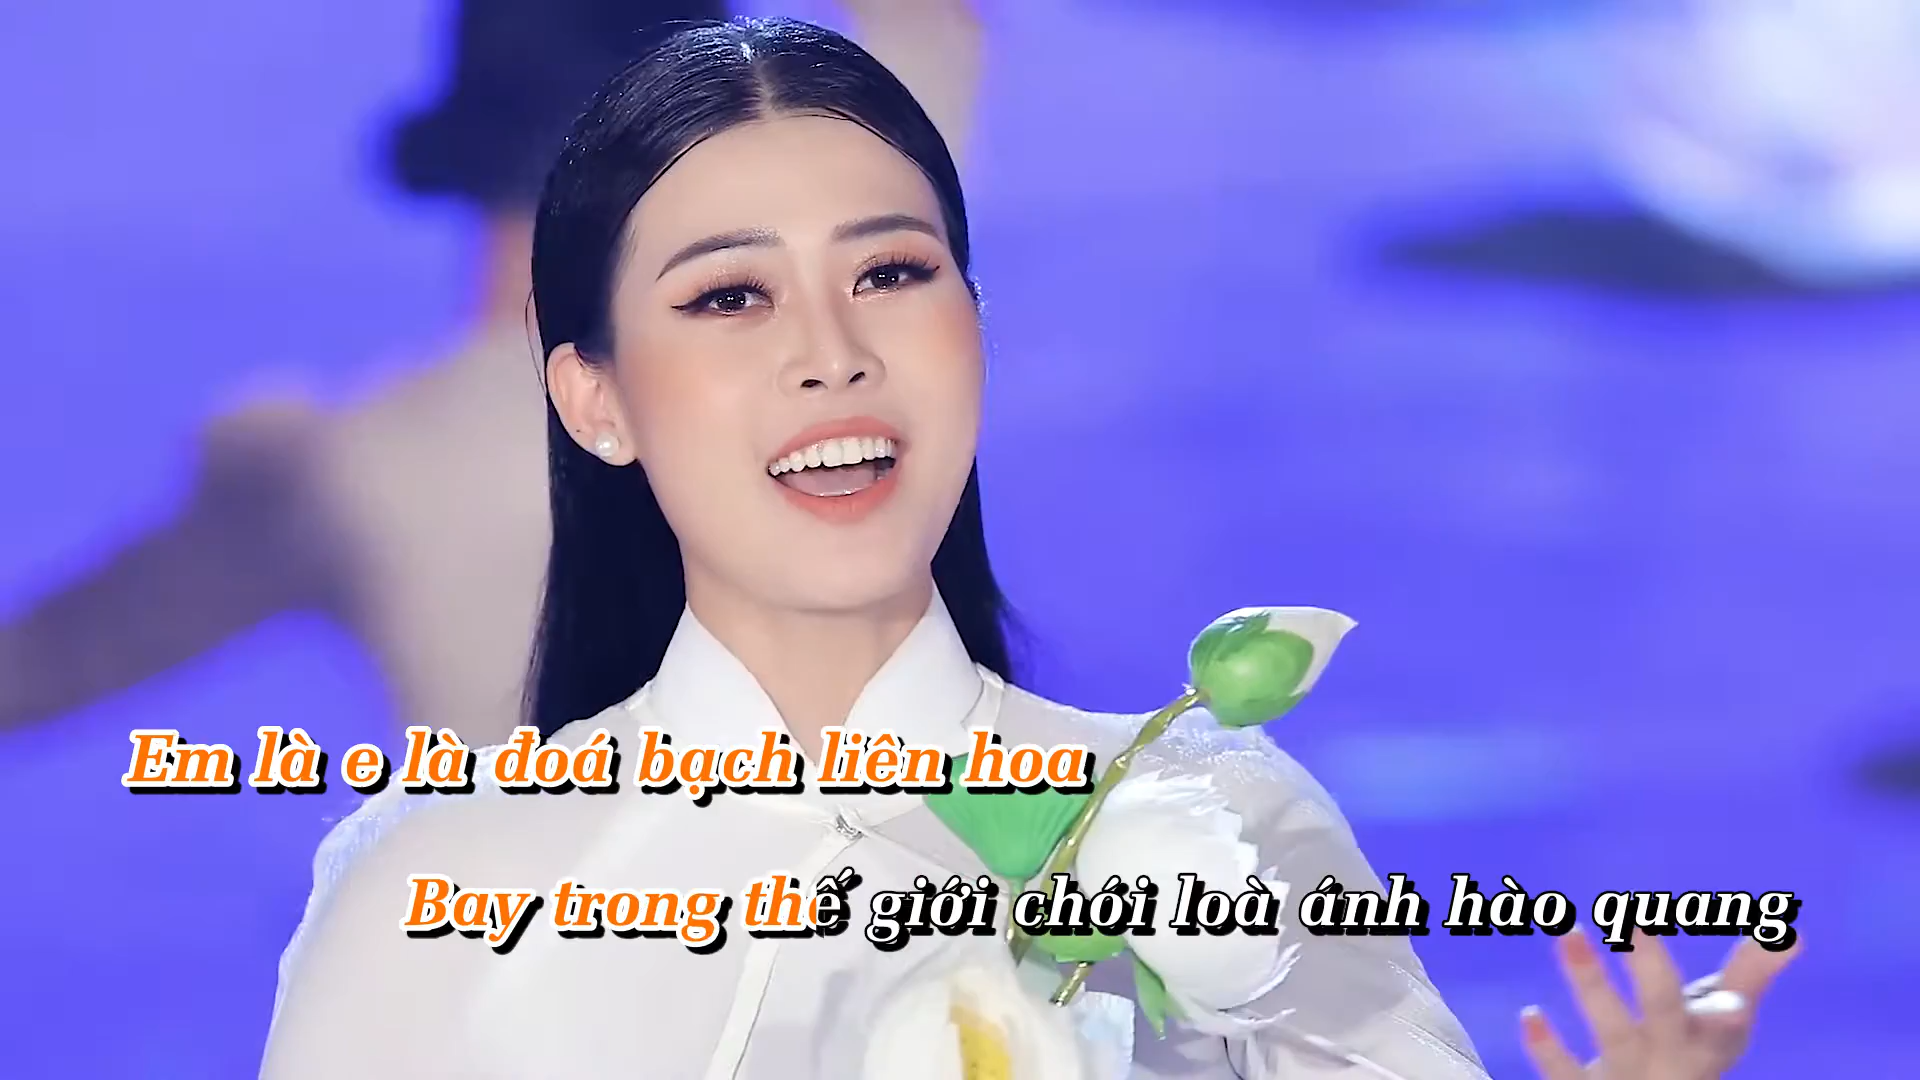 Em là e là đoá bạch liên hoa
Bay trong thế giới chói loà ánh hào quang